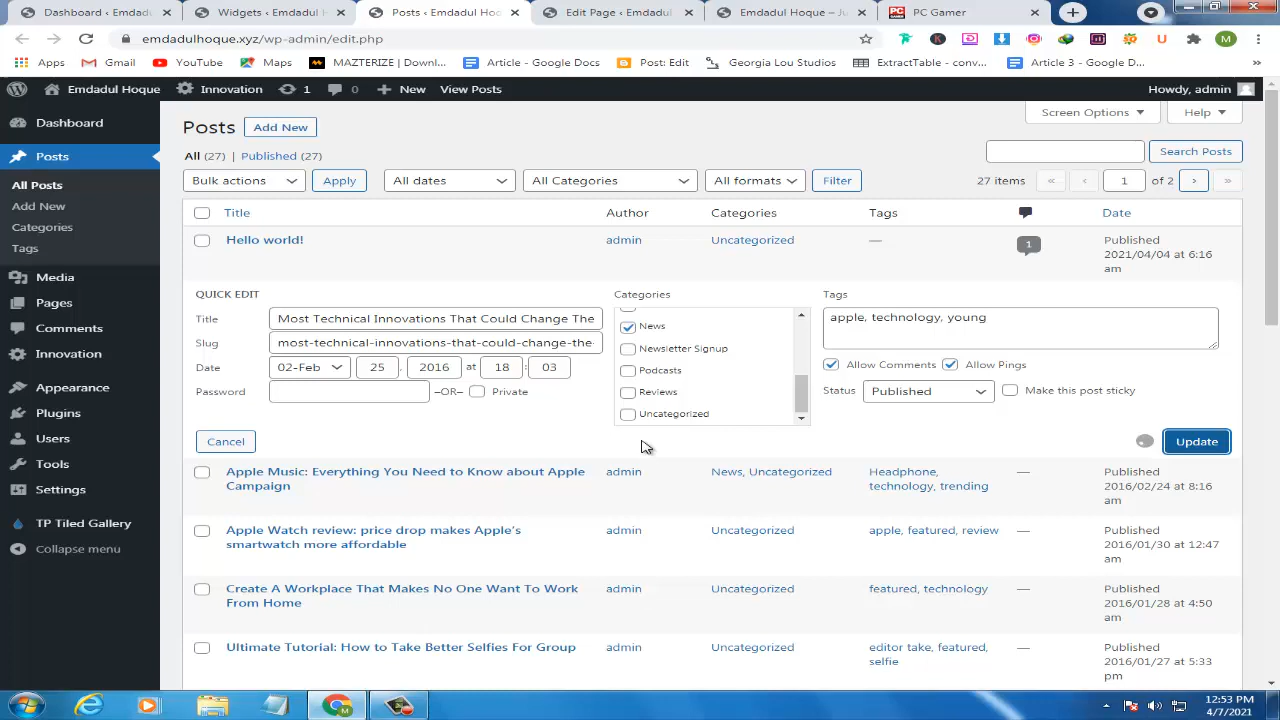 Dashboard ‹ Emdadul
Widgets ‹ Emdadul H
Posts ‹ Emdadul Hoq
Edit Page ‹ Emdadul
Emdadul Hoque – Ju
PC Gamer
emdadulhoque.xyz/wp-admin/edit.php
M
Apps
Gmail
YouTube
Maps
MAZTERIZE | Downl...
Article - Google Docs
Post: Edit
Georgia Lou Studios
ExtractTable - conv...
Article 3 - Google D...
»
Emdadul Hoque
Innovation
1
0
New
View Posts
Howdy, admin
Dashboard
Posts
All Posts
Add New
Categories
Tags
Media
Pages
Comments
Innovation
Appearance
Plugins
Users
Tools
Settings
TP Tiled Gallery
Collapse menu
Screen Options
Help
Posts
Add New
All (27) | Published (27)
Search Posts
Bulk actions
Apply
All dates
All Categories
All formats
Filter
27 items
«
‹
1
of 2
›
»
Title
Author
Categories
Tags
Date
Hello world!
admin
Uncategorized
—
1
Published
2021/04/04 at 6:16
am
QUICK EDIT
Title
Most Technical Innovations That Could Change The
Slug
most-technical-innovations-that-could-change-the-
Date
02-Feb
25
,
2016
at
18
:
03
Password
–OR–
Private
Categories
News
Newsletter Signup
Podcasts
Reviews
Uncategorized
Tags
apple, technology, young
Allow Comments
Allow Pings
Status
Published
Make this post sticky
Cancel
Update
Apple Music: Everything You Need to Know about Apple
Campaign
admin
News, Uncategorized
Headphone,
technology, trending
—
Published
2016/02/24 at 8:16
am
Apple Watch review: price drop makes Apple’s
smartwatch more affordable
admin
Uncategorized
apple, featured, review
—
Published
2016/01/30 at 12:47
am
Create A Workplace That Makes No One Want To Work
From Home
admin
Uncategorized
featured, technology
—
Published
2016/01/28 at 4:50
am
Ultimate Tutorial: How to Take Better Selfies For Group
admin
Uncategorized
editor take, featured,
selfie
—
Published
2016/01/27 at 5:33
pm
12:53 PM
4/7/2021